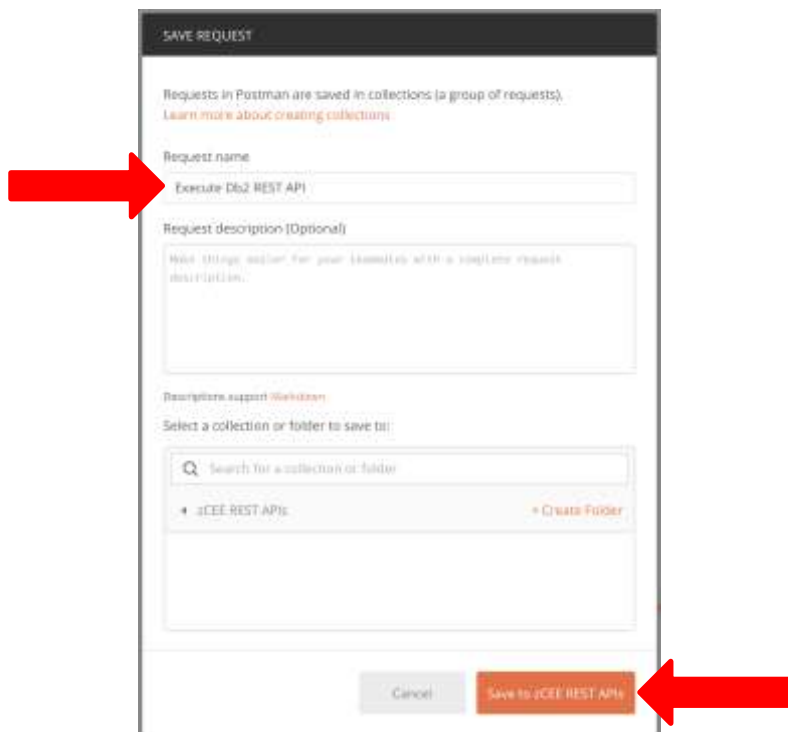 SAVE REQUEST
Requests in Postman are saved in collections (a group of requests).
Learn more about creating collections
Request name
Execute Db2 REST API
Request description (Optional)
Make things easier for your teammates with a complete request
description.
Descriptions support Markdown
Select a collection or folder to save to:
Search for a collection or folder
zCEE REST APIs + Create Folder
Cancel Save to zCEE REST APIs